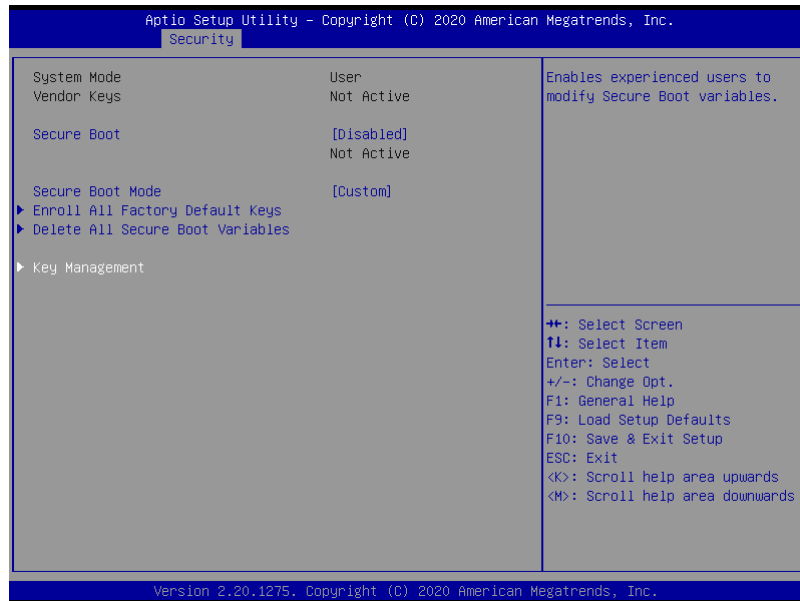 Aptio Setup Utility – Copyright (C) 2020 American Megatrends, Inc.
Security
System Mode User
Vendor Keys Not Active
Secure Boot [Disabled]
Not Active
Secure Boot Mode [Custom]
Enroll All Factory Default Keys
Delete All Secure Boot Variables
Key Management
Enables experienced users to
modify Secure Boot variables.
→←: Select Screen
↑↓: Select Item
Enter: Select
+/-: Change Opt.
F1: General Help
F9: Load Setup Defaults
F10: Save & Exit Setup
ESC: Exit
<K>: Scroll help area upwards
<M>: Scroll help area downwards
Version 2.20.1275. Copyright (C) 2020 American Megatrends, Inc.